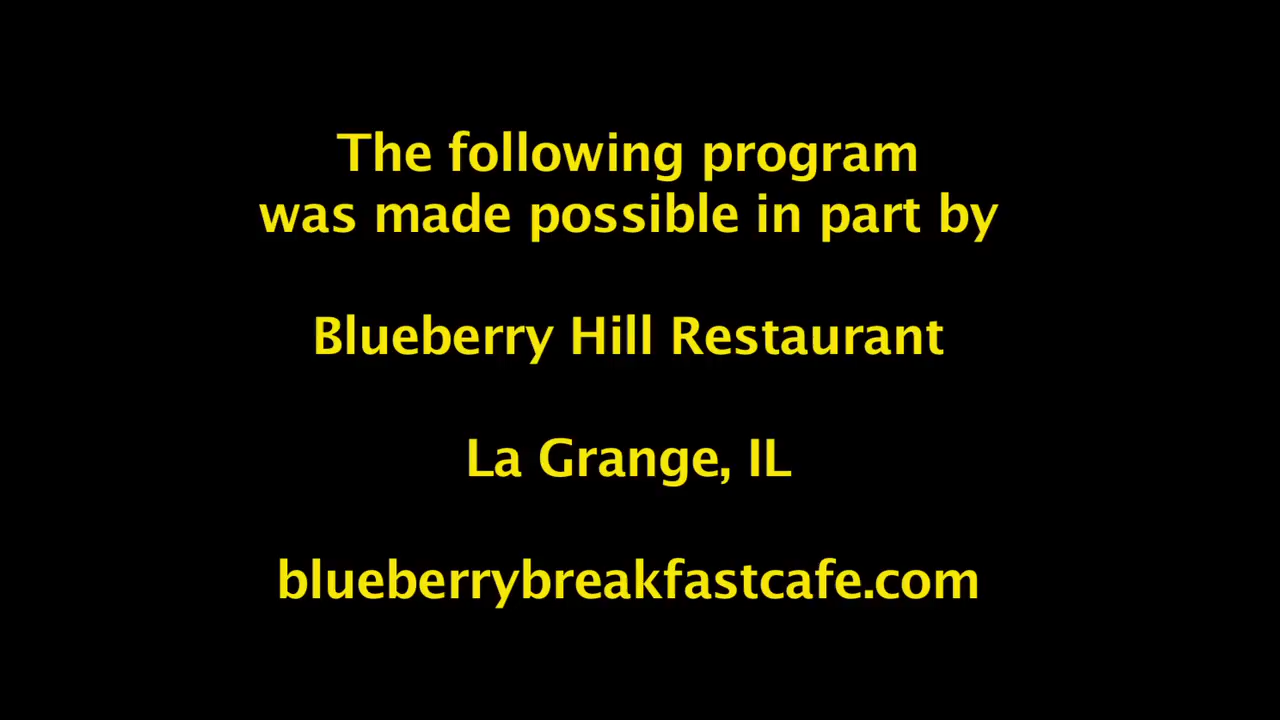 The following program
was made possible in part by
Blueberry Hill Restaurant
La Grange, IL
blueberrybreakfastcafe.com